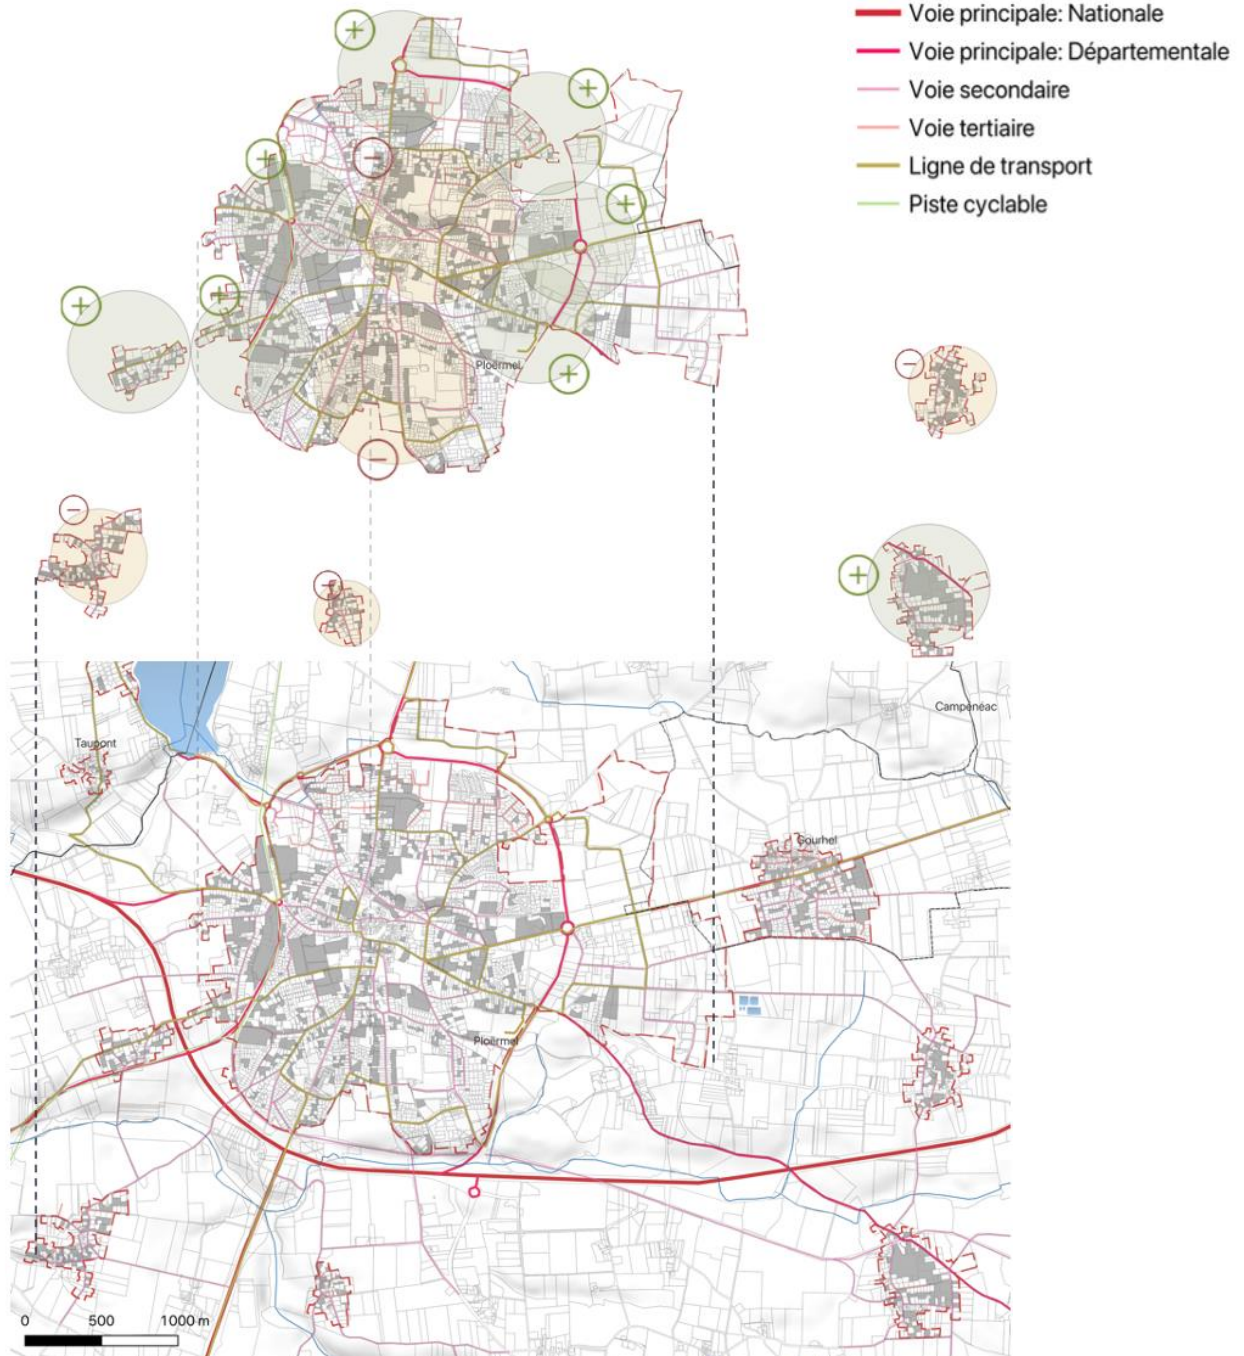 Voie principale: Nationale
Voie principale: Départementale
Voie secondaire
Voie tertiaire
Ligne de transport
Piste cyclable
+
+
−
+
+
+
+
Ploërmel
−
+
−
−
−
+
Campénéac
Taupont
Gourhel
Ploërmel
0 500 1000 m